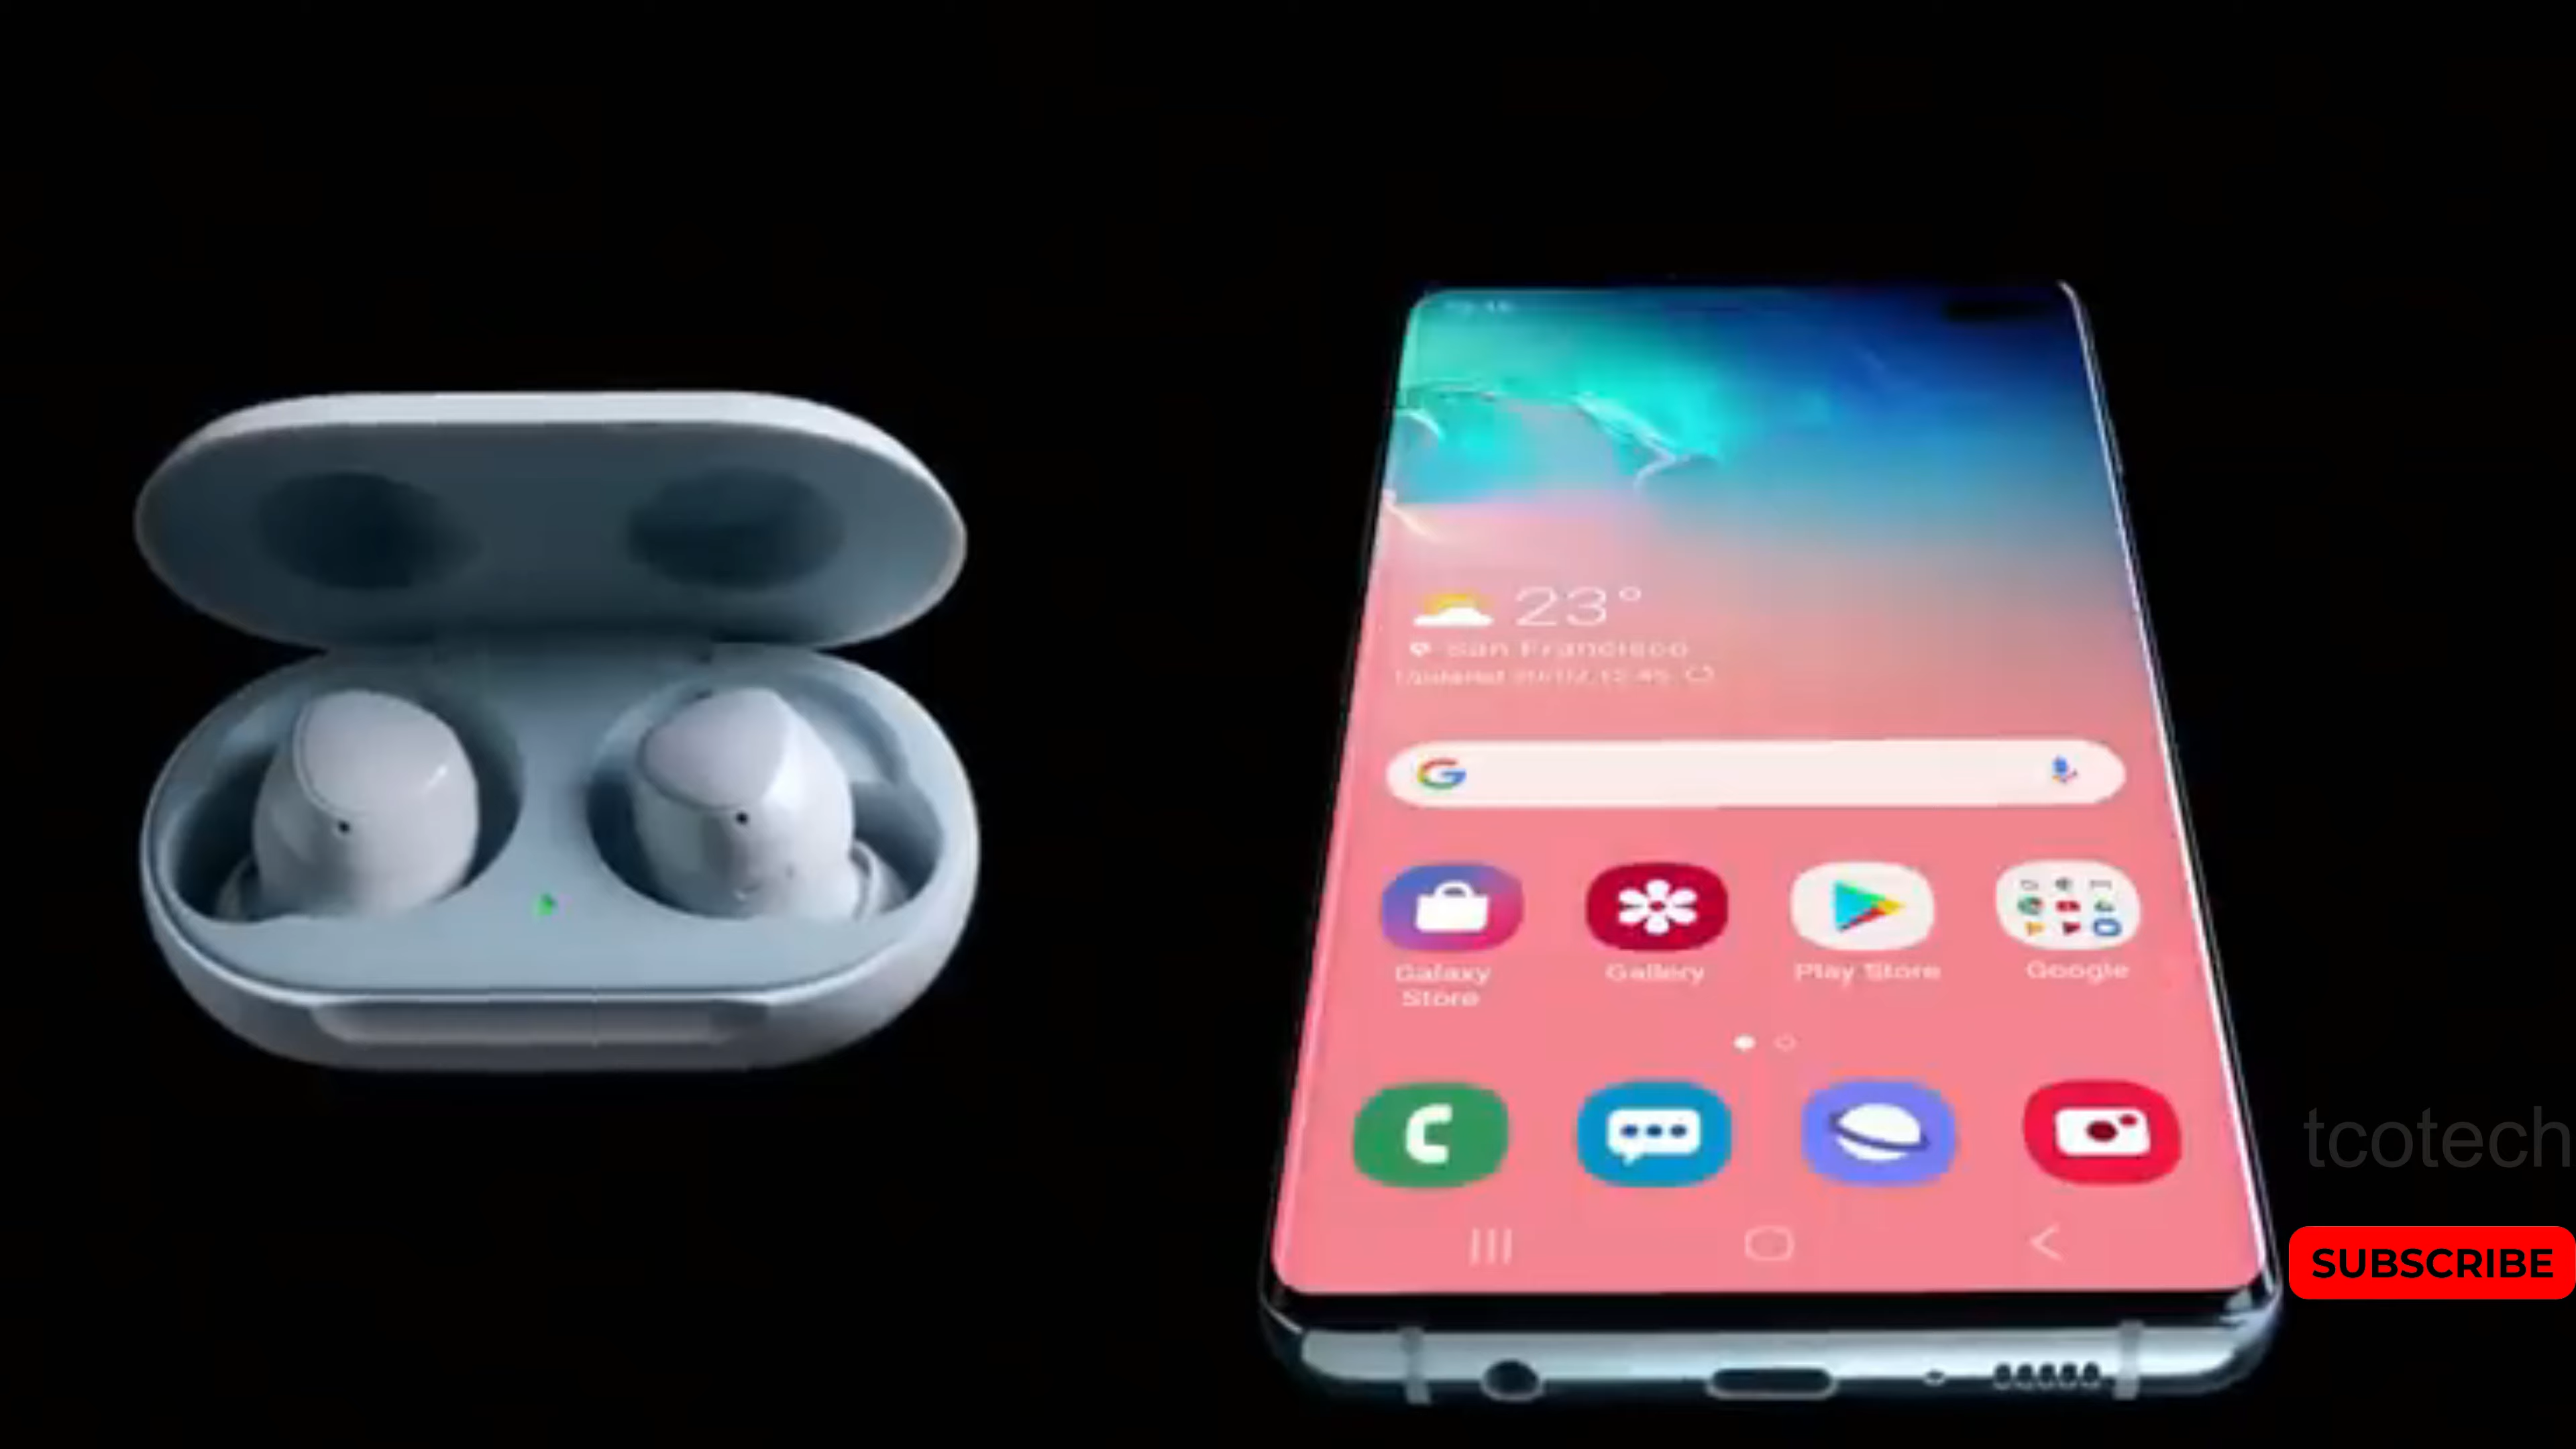 23°
San Francisco
Galaxy
Store
Gallery
Play Store
Google
tcotech
SUBSCRIBE